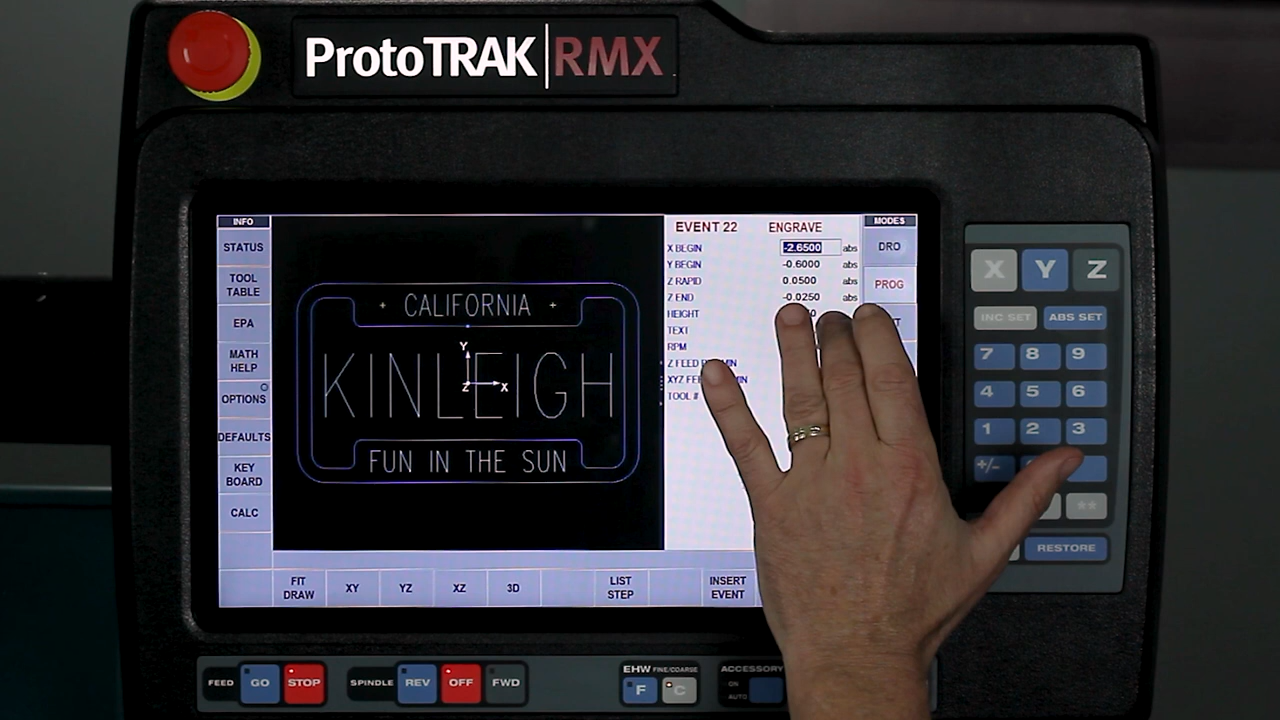 ProtoTRAK RMX
INFO
STATUS
TOOL
TABLE
EPA
MATH
HELP
OPTIONS
DEFAULTS
KEY
BOARD
CALC
CALIFORNIA
KINLEIGH
FUN IN THE SUN
Y
Z X
EVENT 22 ENGRAVE
X BEGIN -2.6500 abs
Y BEGIN -0.6000 abs
Z RAPID 0.0500 abs
Z END -0.0250 abs
HEIGHT
TEXT
RPM
Z FEED
XYZ
TOOL #
MODES
DRO
PROG
FIT
DRAW
XY
YZ
XZ
3D
LIST
STEP
INSERT
EVENT
X Y Z
INC SET ABS SET
7 8 9
4 5 6
1 2 3
+/-
RESTORE
FEED GO STOP
SPINDLE REV OFF FWD
EHW FINE/COARSE
F C
ACCESSORY
ON
AUTO